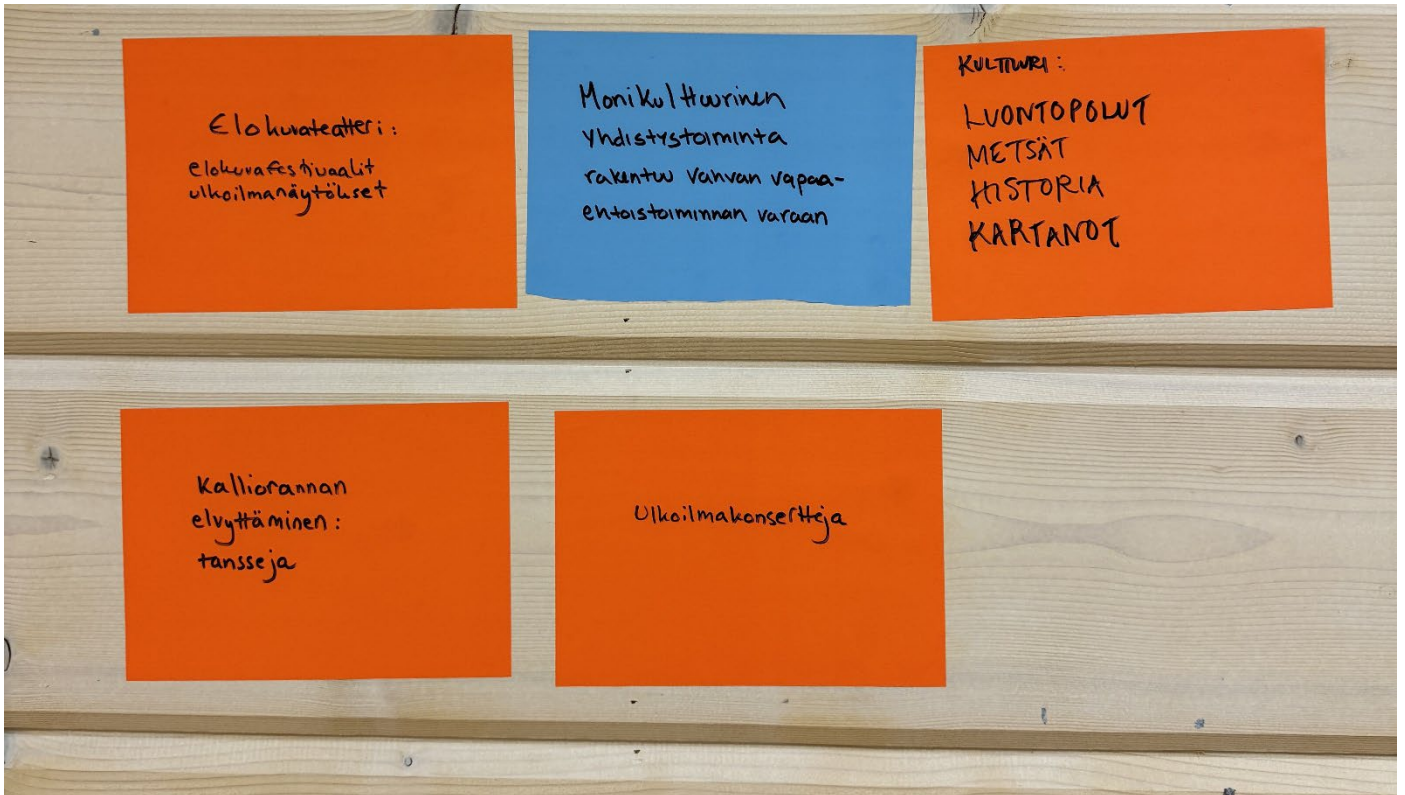 Elokuvateatteri:
elokuvafestivaalit
ulkoilmanäytökset
Monikulttuurinen
yhdistystoiminta
rakentuu vahvan vapaa-
ehtoistoiminnan varaan
KULTTUURI:
LUONTOPOLUT
METSÄT
HISTORIA
KARTANOT
Kalliorannan
elvyttäminen:
tansseja
Ulkoilmakonsertteja